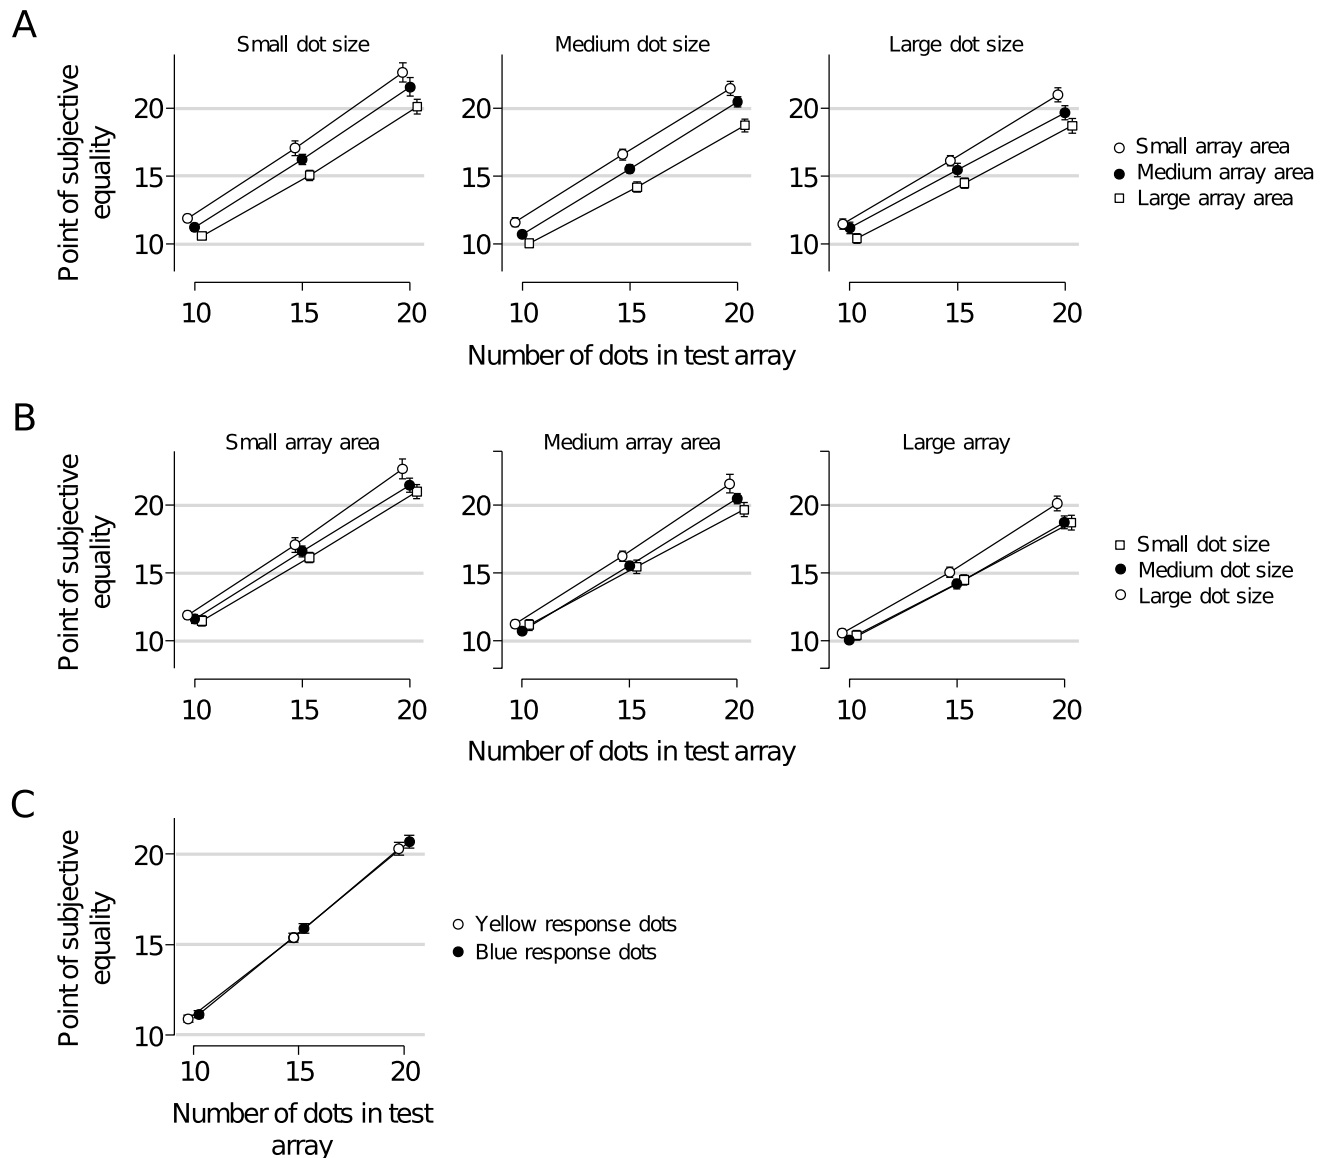 A
Small dot size
Medium dot size
Large dot size
Point of subjective
equality
20
15
10
20
15
10
20
15
10
10 15 20
10 15 20
10 15 20
Number of dots in test array
Small array area
Medium array area
Large array area
B
Small array area
Medium array area
Large array
Point of subjective
equality
20
15
10
20
15
10
20
15
10
10 15 20
10 15 20
10 15 20
Number of dots in test array
Small dot size
Medium dot size
Large dot size
C
Point of subjective
equality
20
15
10
10 15 20
Number of dots in test
array
Yellow response dots
Blue response dots